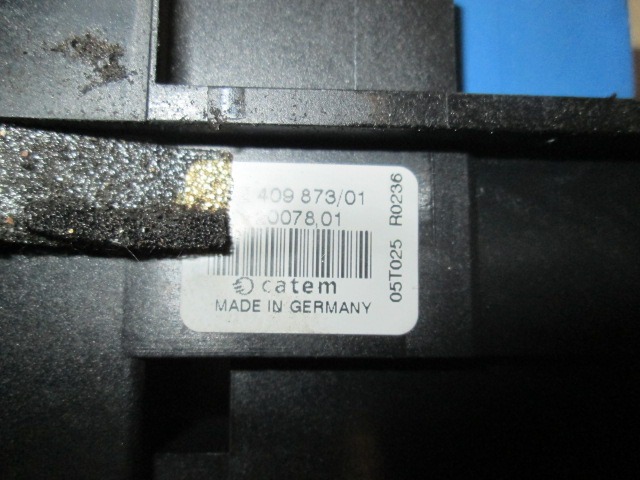 409 873/01
0078,01
catem
MADE IN GERMANY
05T025 R0236